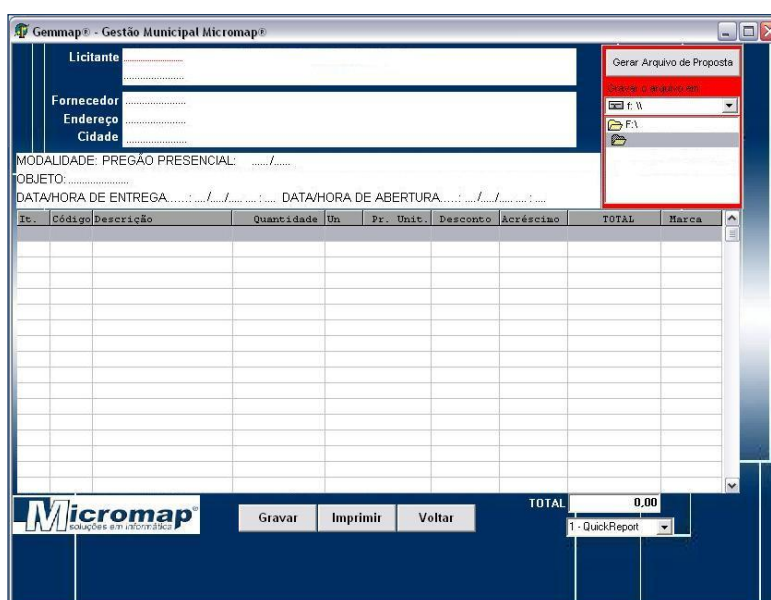 Gemmap® - Gestão Municipal Micromap®
Licitante ......................
......................
Gerar Arquivo de Proposta
Gravar o arquivo em:
f: \\
F:\
Fornecedor ......................
Endereço ......................
Cidade ......................
MODALIDADE: PREGÃO PRESENCIAL: ....../......
OBJETO: ......................
DATA/HORA DE ENTREGA......: ..../..../.... .... : .... DATA/HORA DE ABERTURA.....: ..../..../.... .... : ....
It. Código Descrição Quantidade Un Pr. Unit. Desconto Acréscimo TOTAL Marca
Micromap®
soluções em informática
Gravar Imprimir Voltar
TOTAL 0,00
1 - QuickReport